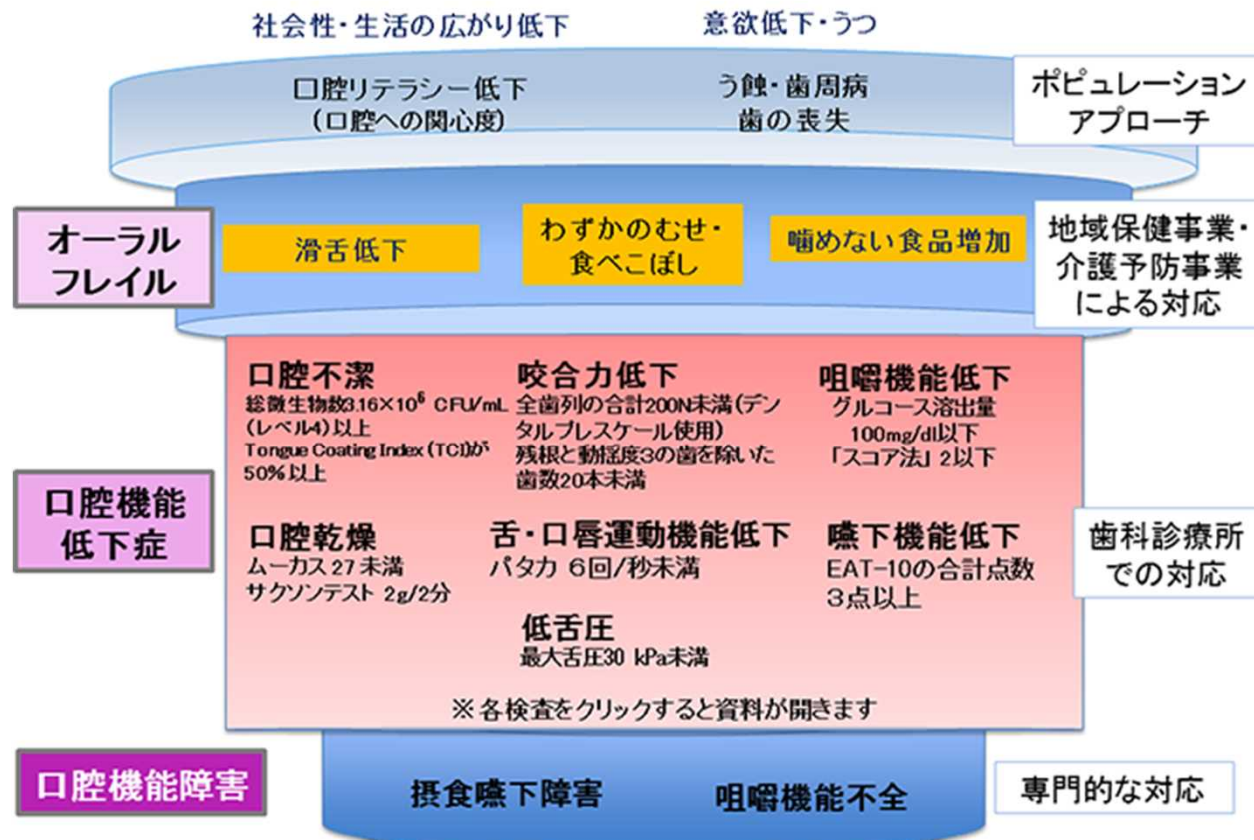 社会性・生活の広がり低下
意欲低下・うつ
口腔リテラシー低下
(口腔への関心度)
う蝕・歯周病
歯の喪失
ポピュレーション
アプローチ
オーラル
フレイル
滑舌低下
わずかのむせ・
食べこぼし
噛めない食品増加
地域保健事業・
介護予防事業
による対応
口腔機能
低下症
口腔不潔
総微生物数3.16×10⁶ CFU/mL
(レベル4)以上
Tongue Coating Index (TCI)が
50%以上
咬合力低下
全歯列の合計200N未満(デン
タルプレスケール使用)
残根と動揺度3の歯を除いた
歯数20本未満
咀嚼機能低下
グルコース溶出量
100mg/dl以下
「スコア法」2以下
口腔乾燥
ムーカス 27 未満
サクソンテスト 2g/2分
舌・口唇運動機能低下
パタカ 6回/秒未満
嚥下機能低下
EAT-10の合計点数
3点以上
低舌圧
最大舌圧30 kPa未満
※各検査をクリックすると資料が開きます
歯科診療所
での対応
口腔機能障害
摂食嚥下障害
咀嚼機能不全
専門的な対応